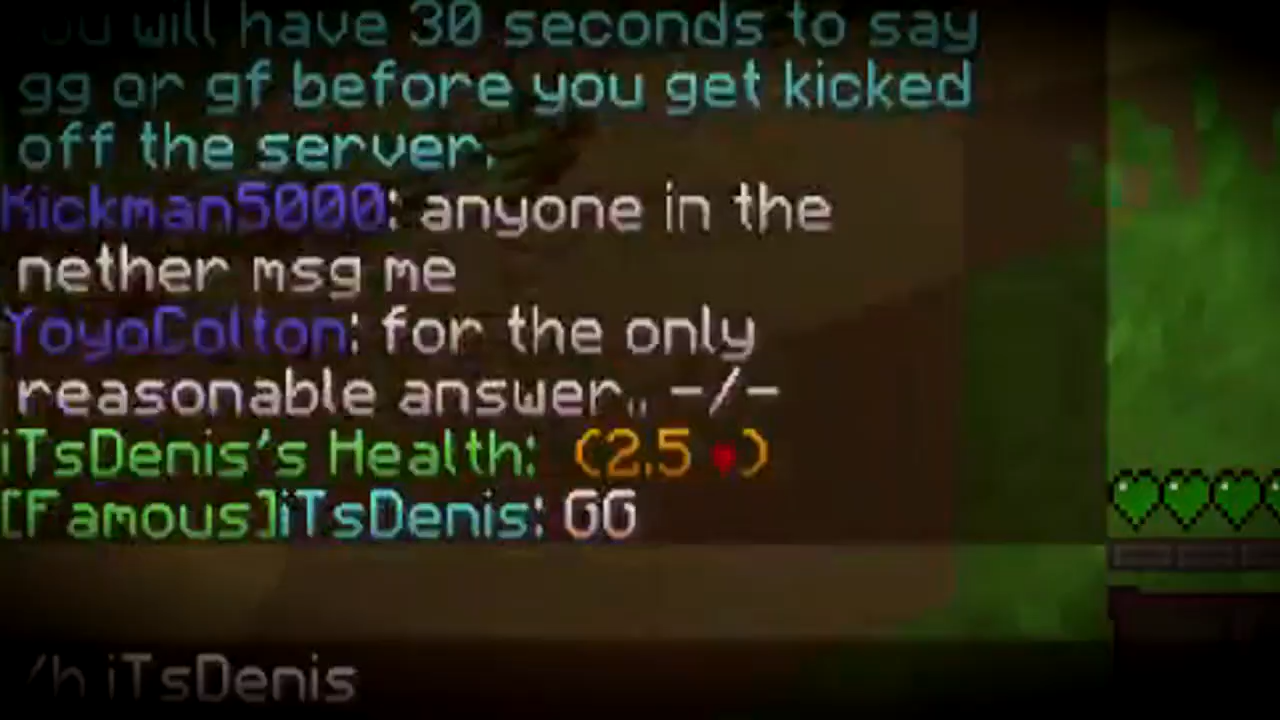 You will have 30 seconds to say
gg or gf before you get kicked
off the server.
Kickman5000: anyone in the
nether msg me
YoyoColton: for the only
reasonable answer,, -/-
iTsDenis's Health: (2.5 ♥)
[Famous]iTsDenis: GG
/h iTsDenis